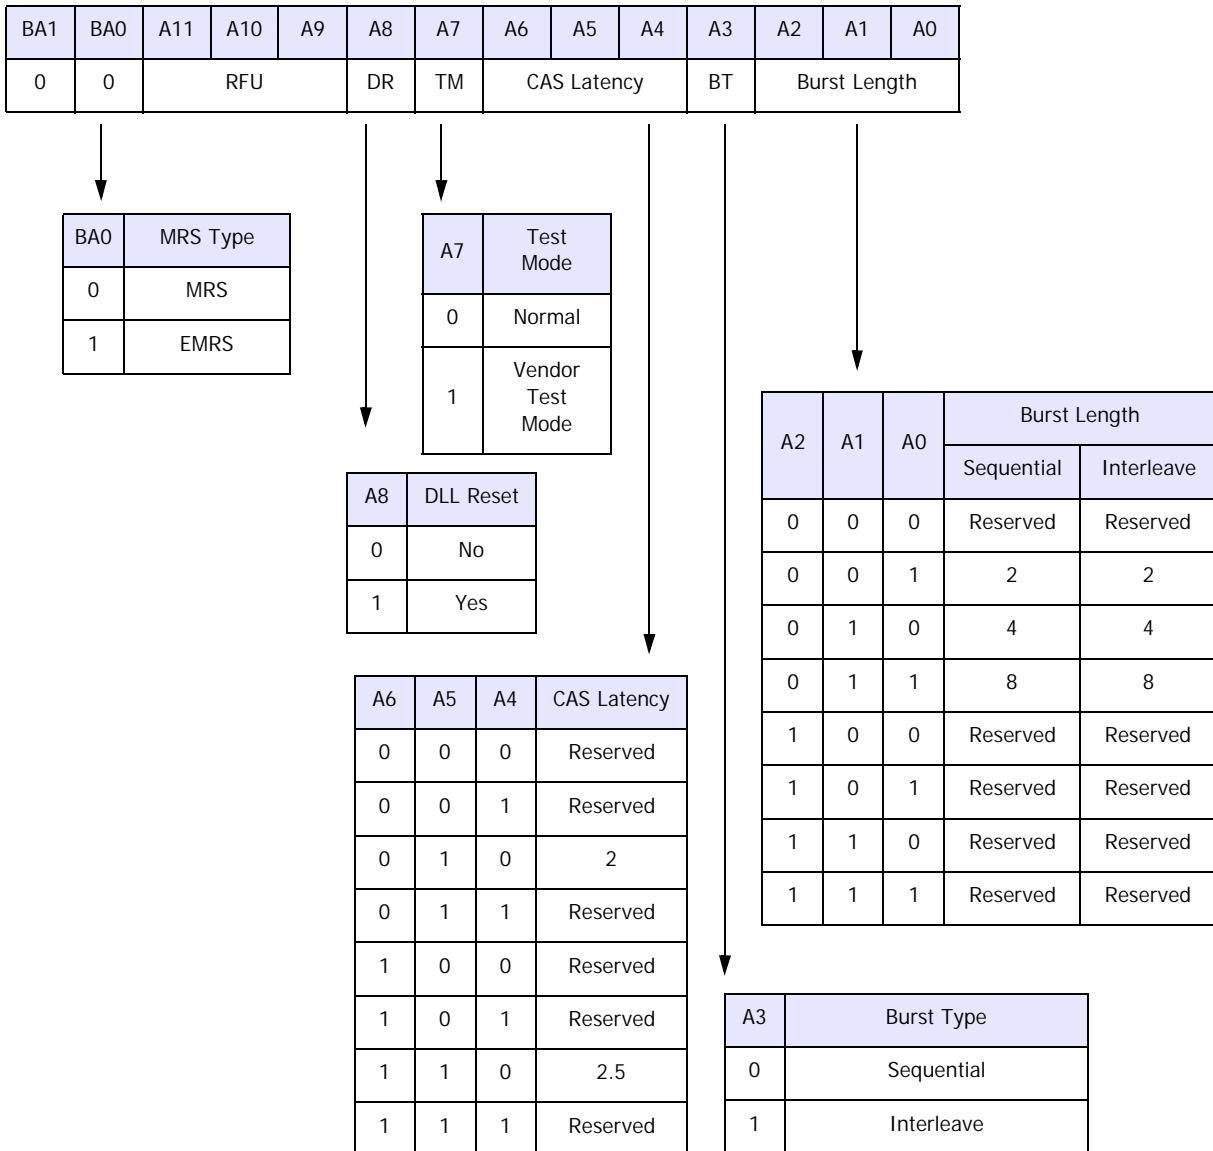 BA1 BA0 A11 A10 A9 A8 A7 A6 A5 A4 A3 A2 A1 A0
0 0 RFU DR TM CAS Latency BT Burst Length
BA0 MRS Type
0 MRS
1 EMRS
A7 Test
Mode
0 Normal
1 Vendor
Test
Mode
A8 DLL Reset
0 No
1 Yes
A2 A1 A0 Burst Length
Sequential Interleave
0 0 0 Reserved Reserved
0 0 1 2 2
0 1 0 4 4
0 1 1 8 8
1 0 0 Reserved Reserved
1 0 1 Reserved Reserved
1 1 0 Reserved Reserved
1 1 1 Reserved Reserved
A6 A5 A4 CAS Latency
0 0 0 Reserved
0 0 1 Reserved
0 1 0 2
0 1 1 Reserved
1 0 0 Reserved
1 0 1 Reserved
1 1 0 2.5
1 1 1 Reserved
A3 Burst Type
0 Sequential
1 Interleave